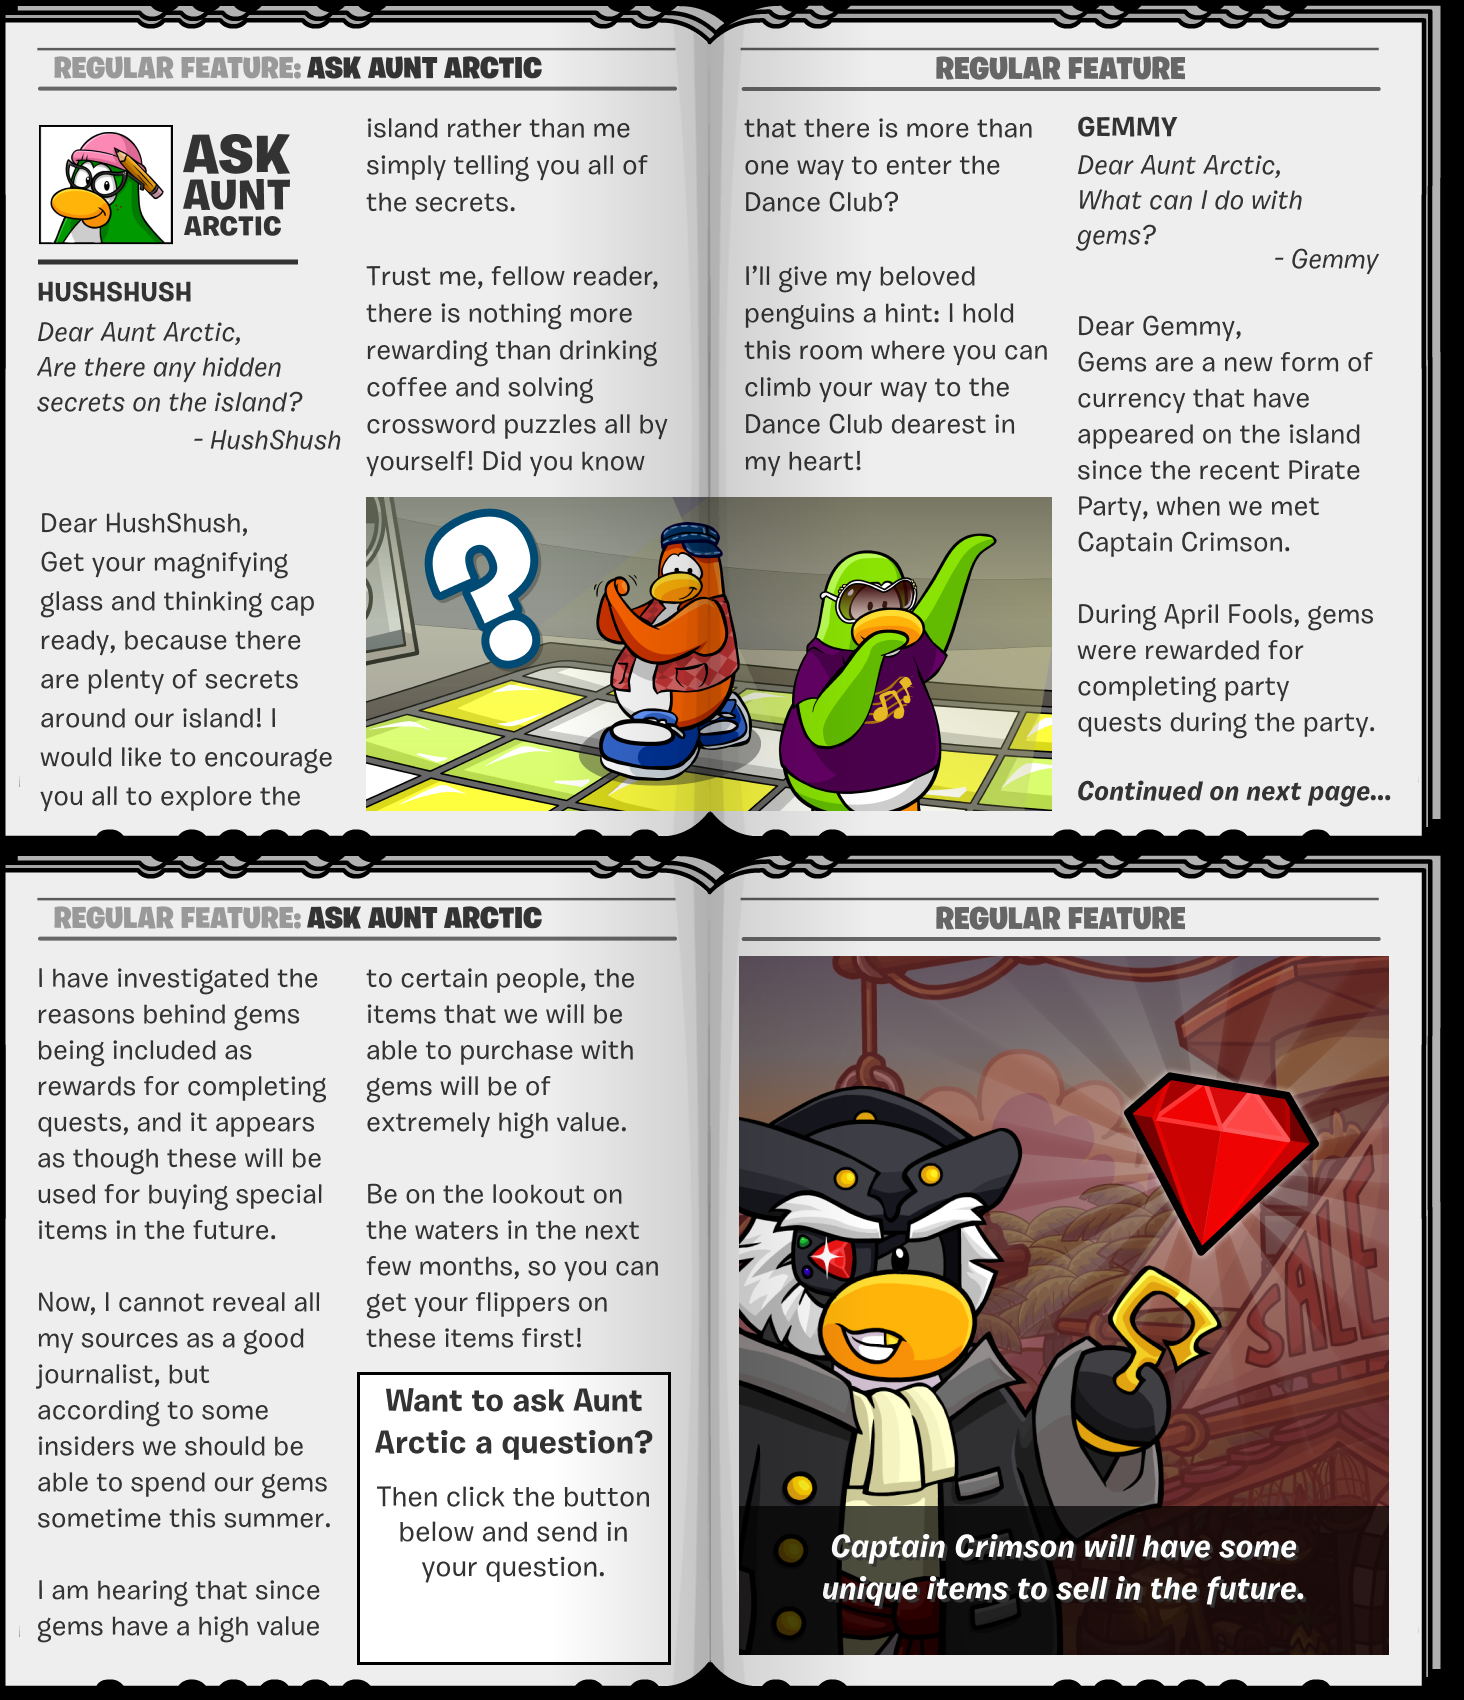 REGULAR FEATURE: ASK AUNT ARCTIC
ASK
AUNT
ARCTIC
HUSHSHUSH
Dear Aunt Arctic,
Are there any hidden
secrets on the island?
- HushShush
Dear HushShush,
Get your magnifying
glass and thinking cap
ready, because there
are plenty of secrets
around our island! I
would like to encourage
you all to explore the
island rather than me
simply telling you all of
the secrets.
Trust me, fellow reader,
there is nothing more
rewarding than drinking
coffee and solving
crossword puzzles all by
yourself! Did you know
?
REGULAR FEATURE
that there is more than
one way to enter the
Dance Club?
I'll give my beloved
penguins a hint: I hold
this room where you can
climb your way to the
Dance Club dearest in
my heart!
GEMMY
Dear Aunt Arctic,
What can I do with
gems?
- Gemmy
Dear Gemmy,
Gems are a new form of
currency that have
appeared on the island
since the recent Pirate
Party, when we met
Captain Crimson.
During April Fools, gems
were rewarded for
completing party
quests during the party.
Continued on next page...
REGULAR FEATURE: ASK AUNT ARCTIC
I have investigated the
reasons behind gems
being included as
rewards for completing
quests, and it appears
as though these will be
used for buying special
items in the future.
Now, I cannot reveal all
my sources as a good
journalist, but
according to some
insiders we should be
able to spend our gems
sometime this summer.
I am hearing that since
gems have a high value
to certain people, the
items that we will be
able to purchase with
gems will be of
extremely high value.
Be on the lookout on
the waters in the next
few months, so you can
get your flippers on
these items first!
Want to ask Aunt
Arctic a question?
Then click the button
below and send in
your question.
REGULAR FEATURE
SALE
Captain Crimson will have some
unique items to sell in the future.